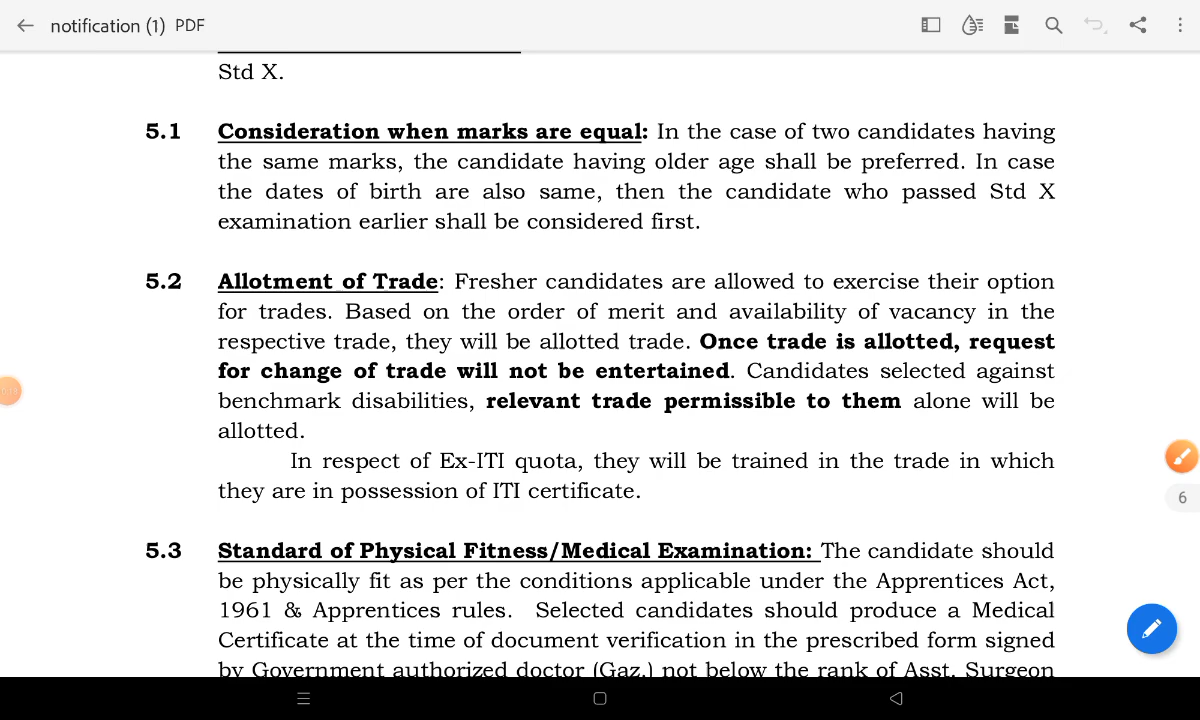 notification (1) PDF
Std X.
5.1 Consideration when marks are equal: In the case of two candidates having
the same marks, the candidate having older age shall be preferred. In case
the dates of birth are also same, then the candidate who passed Std X
examination earlier shall be considered first.
5.2 Allotment of Trade: Fresher candidates are allowed to exercise their option
for trades. Based on the order of merit and availability of vacancy in the
respective trade, they will be allotted trade. Once trade is allotted, request
for change of trade will not be entertained. Candidates selected against
benchmark disabilities, relevant trade permissible to them alone will be
allotted.
In respect of Ex-ITI quota, they will be trained in the trade in which
they are in possession of ITI certificate.
6
5.3 Standard of Physical Fitness/Medical Examination: The candidate should
be physically fit as per the conditions applicable under the Apprentices Act,
1961 & Apprentices rules. Selected candidates should produce a Medical
Certificate at the time of document verification in the prescribed form signed
by Government authorized doctor (Gaz.) not below the rank of Asst. Surgeon